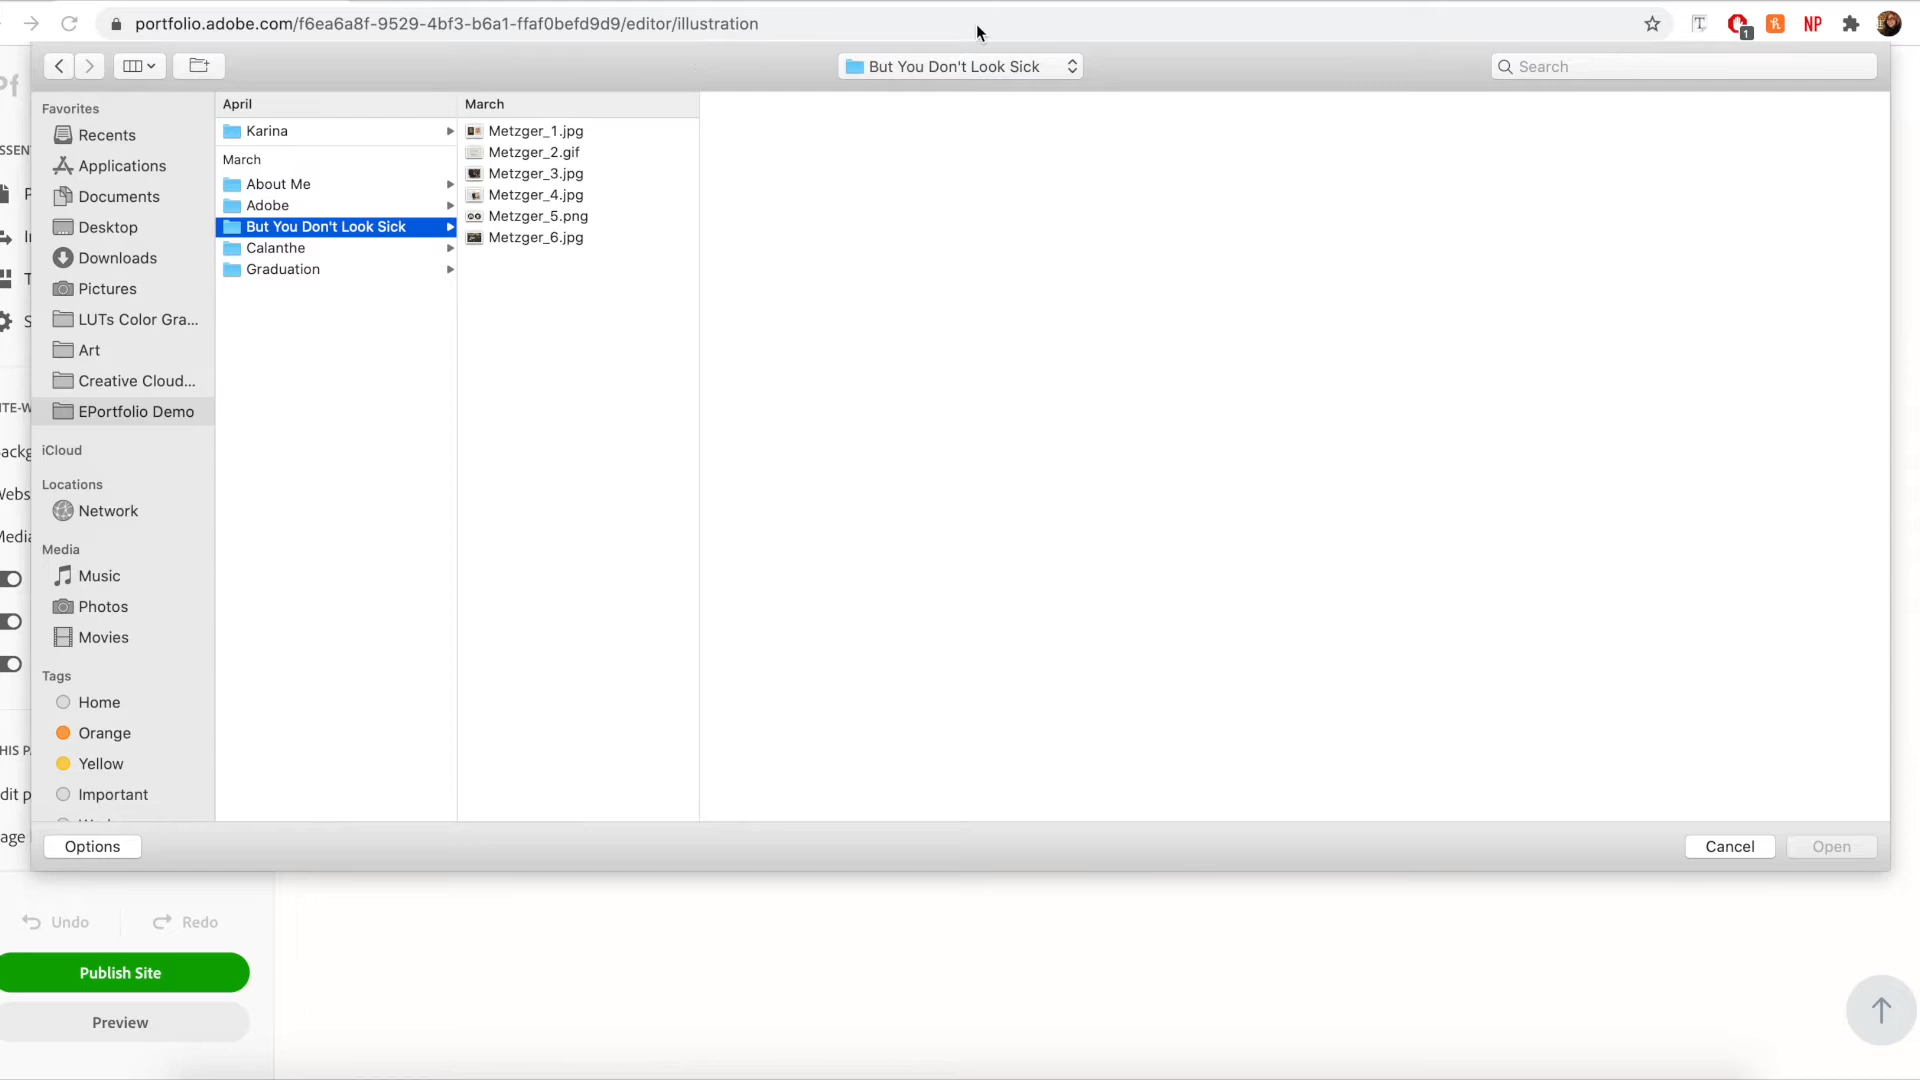 portfolio.adobe.com/f6ea6a8f-9529-4bf3-b6a1-ffaf0befd9d9/editor/illustration
NP
1
But You Don't Look Sick
Search
Pf
Favorites
Recents
Applications
Documents
Desktop
Downloads
Pictures
LUTs Color Gra...
Art
Creative Cloud...
EPortfolio Demo
iCloud
Locations
Network
Media
Music
Photos
Movies
Tags
Home
Orange
Yellow
Important
April
Karina
March
About Me
Adobe
But You Don't Look Sick
Calanthe
Graduation
March
Metzger_1.jpg
Metzger_2.gif
Metzger_3.jpg
Metzger_4.jpg
Metzger_5.png
Metzger_6.jpg
Options
Cancel
Open
Undo
Redo
Publish Site
Preview